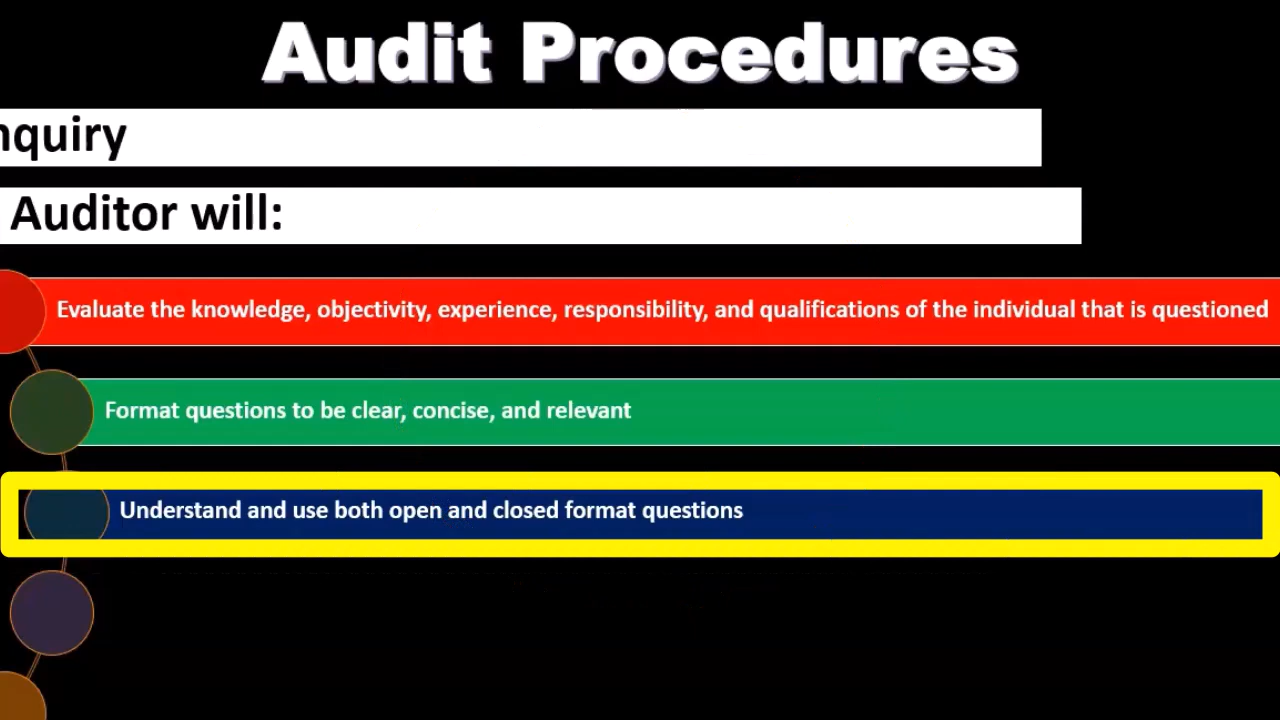 Audit Procedures
nquiry
Auditor will:
Evaluate the knowledge, objectivity, experience, responsibility, and qualifications of the individual that is questioned
Format questions to be clear, concise, and relevant
Understand and use both open and closed format questions